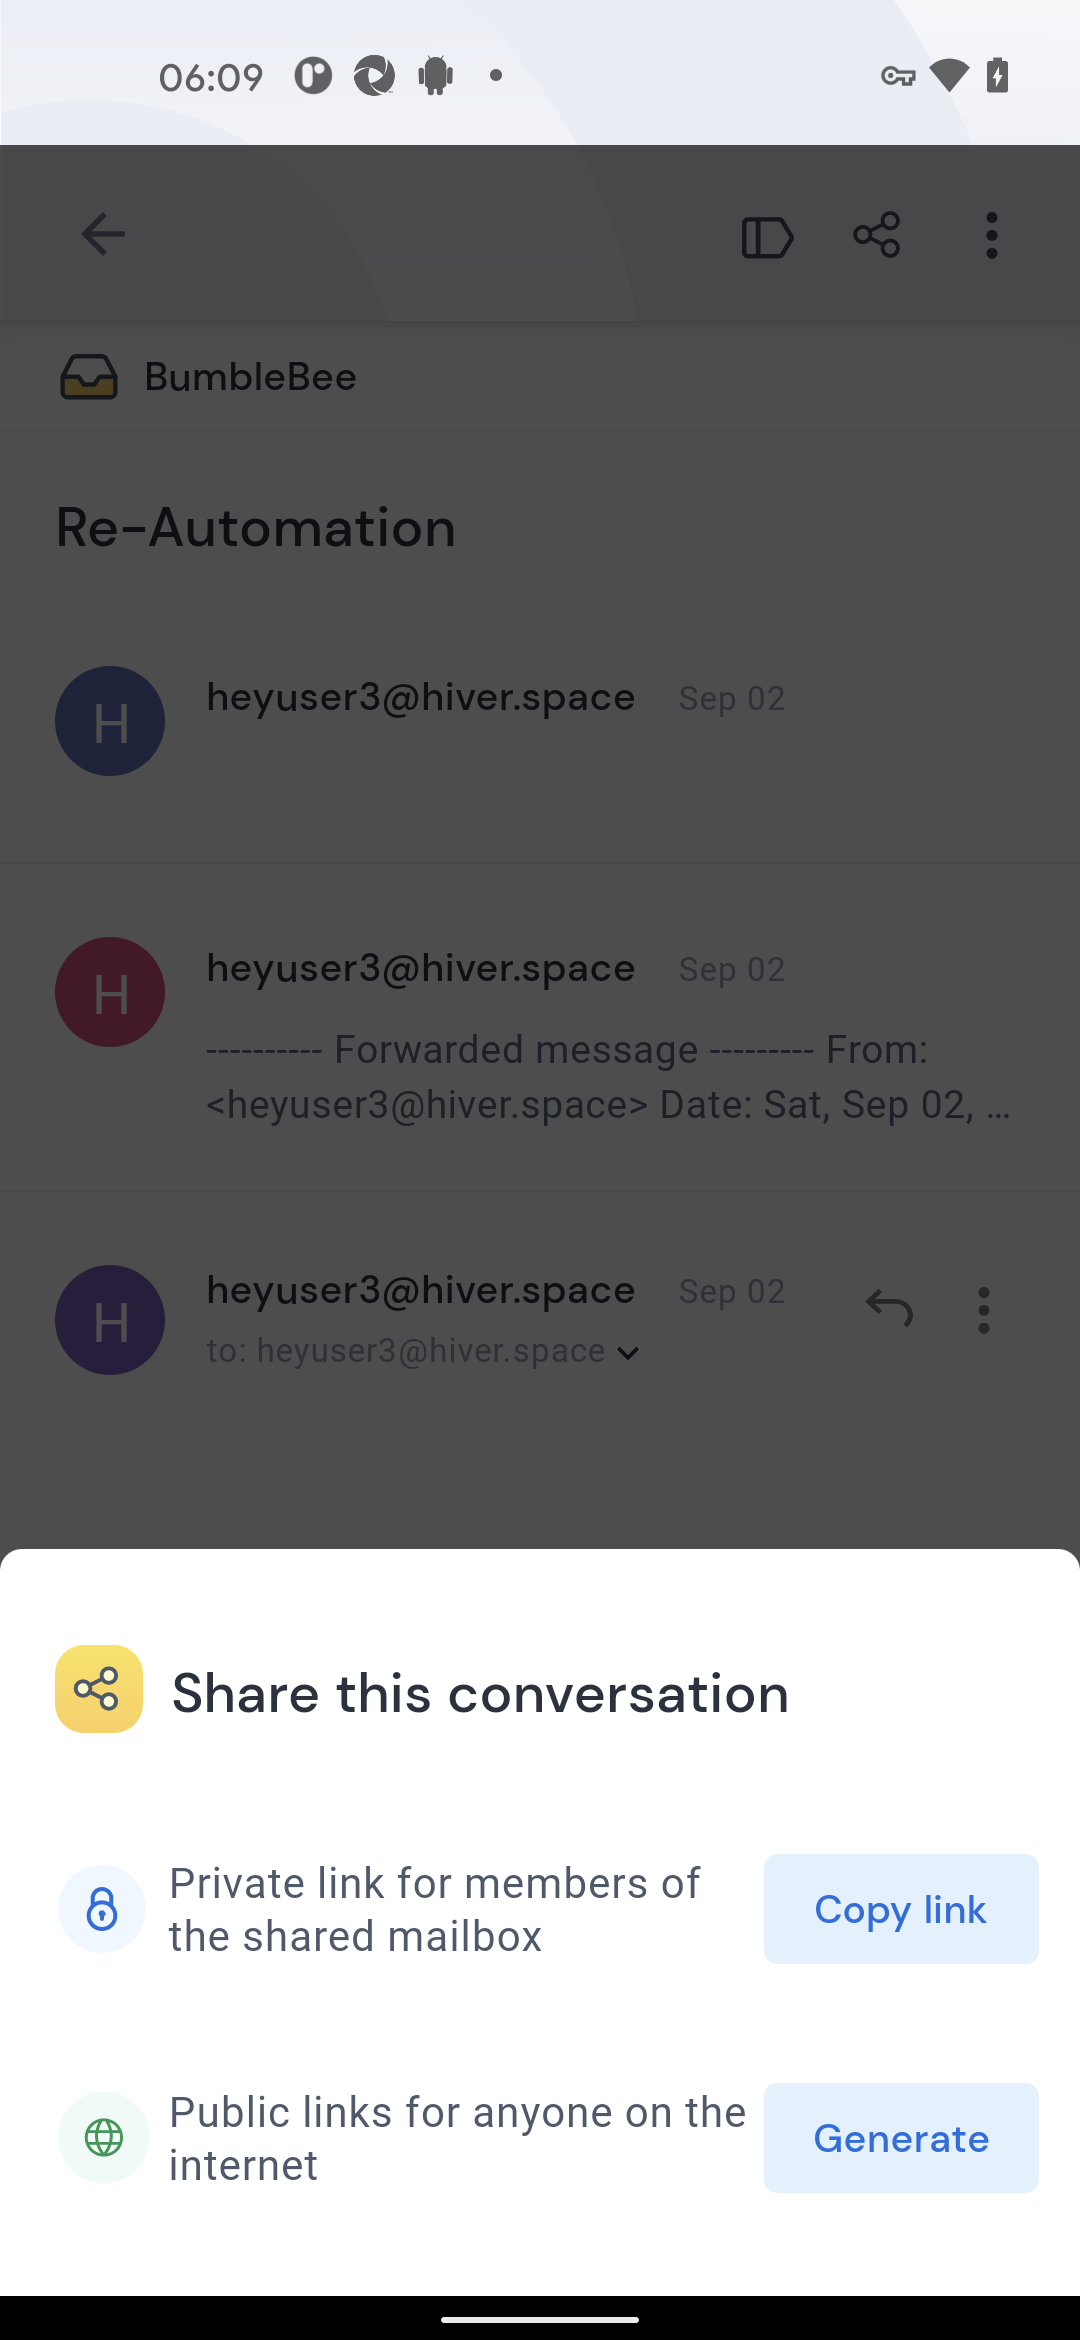 06:09
BumbleBee
Re-Automation
H
heyuser3@hiver.space Sep 02
H
heyuser3@hiver.space Sep 02
---------- Forwarded message --------- From:
<heyuser3@hiver.space> Date: Sat, Sep 02, …
H
heyuser3@hiver.space Sep 02
to: heyuser3@hiver.space
Share this conversation
Private link for members of
the shared mailbox
Copy link
Public links for anyone on the
internet
Generate